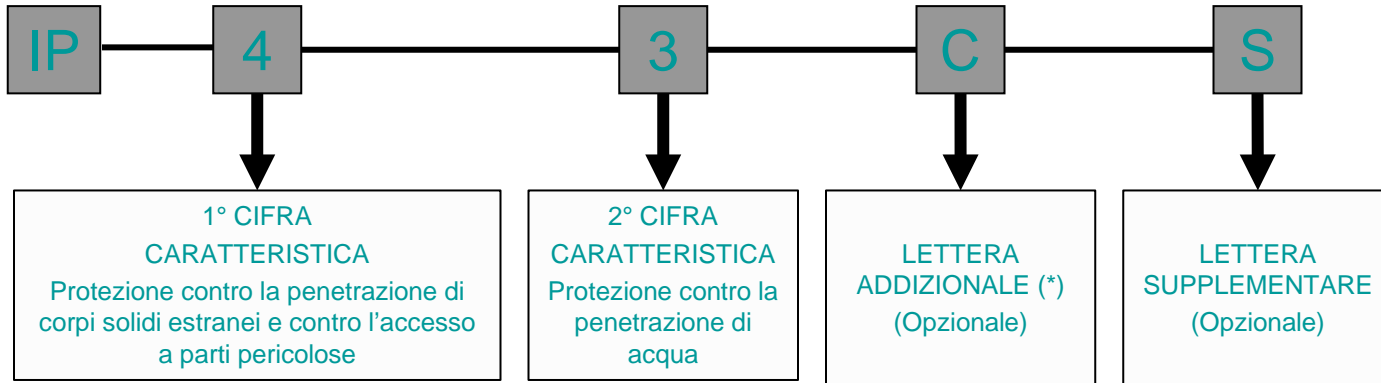 IP 4 3 C S
1° CIFRA
CARATTERISTICA
Protezione contro la penetrazione di
corpi solidi estranei e contro l’accesso
a parti pericolose
2° CIFRA
CARATTERISTICA
Protezione contro la
penetrazione di
acqua
LETTERA
ADDIZIONALE (*)
(Opzionale)
LETTERA
SUPPLEMENTARE
(Opzionale)